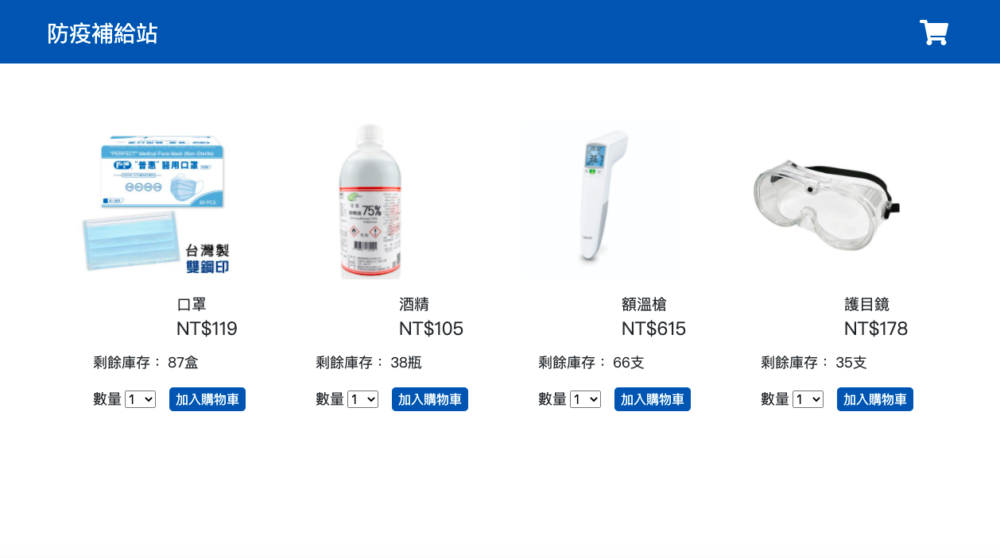 防疫補給站
"PERFECT" Medical Face Mask (Non-Sterile)
"普惠"醫用口罩
50 PCS
台灣製
雙鋼印
75%
口罩
NT$119
剩餘庫存： 87盒
數量 1 加入購物車
酒精
NT$105
剩餘庫存： 38瓶
數量 1 加入購物車
額溫槍
NT$615
剩餘庫存： 66支
數量 1 加入購物車
護目鏡
NT$178
剩餘庫存： 35支
數量 1 加入購物車